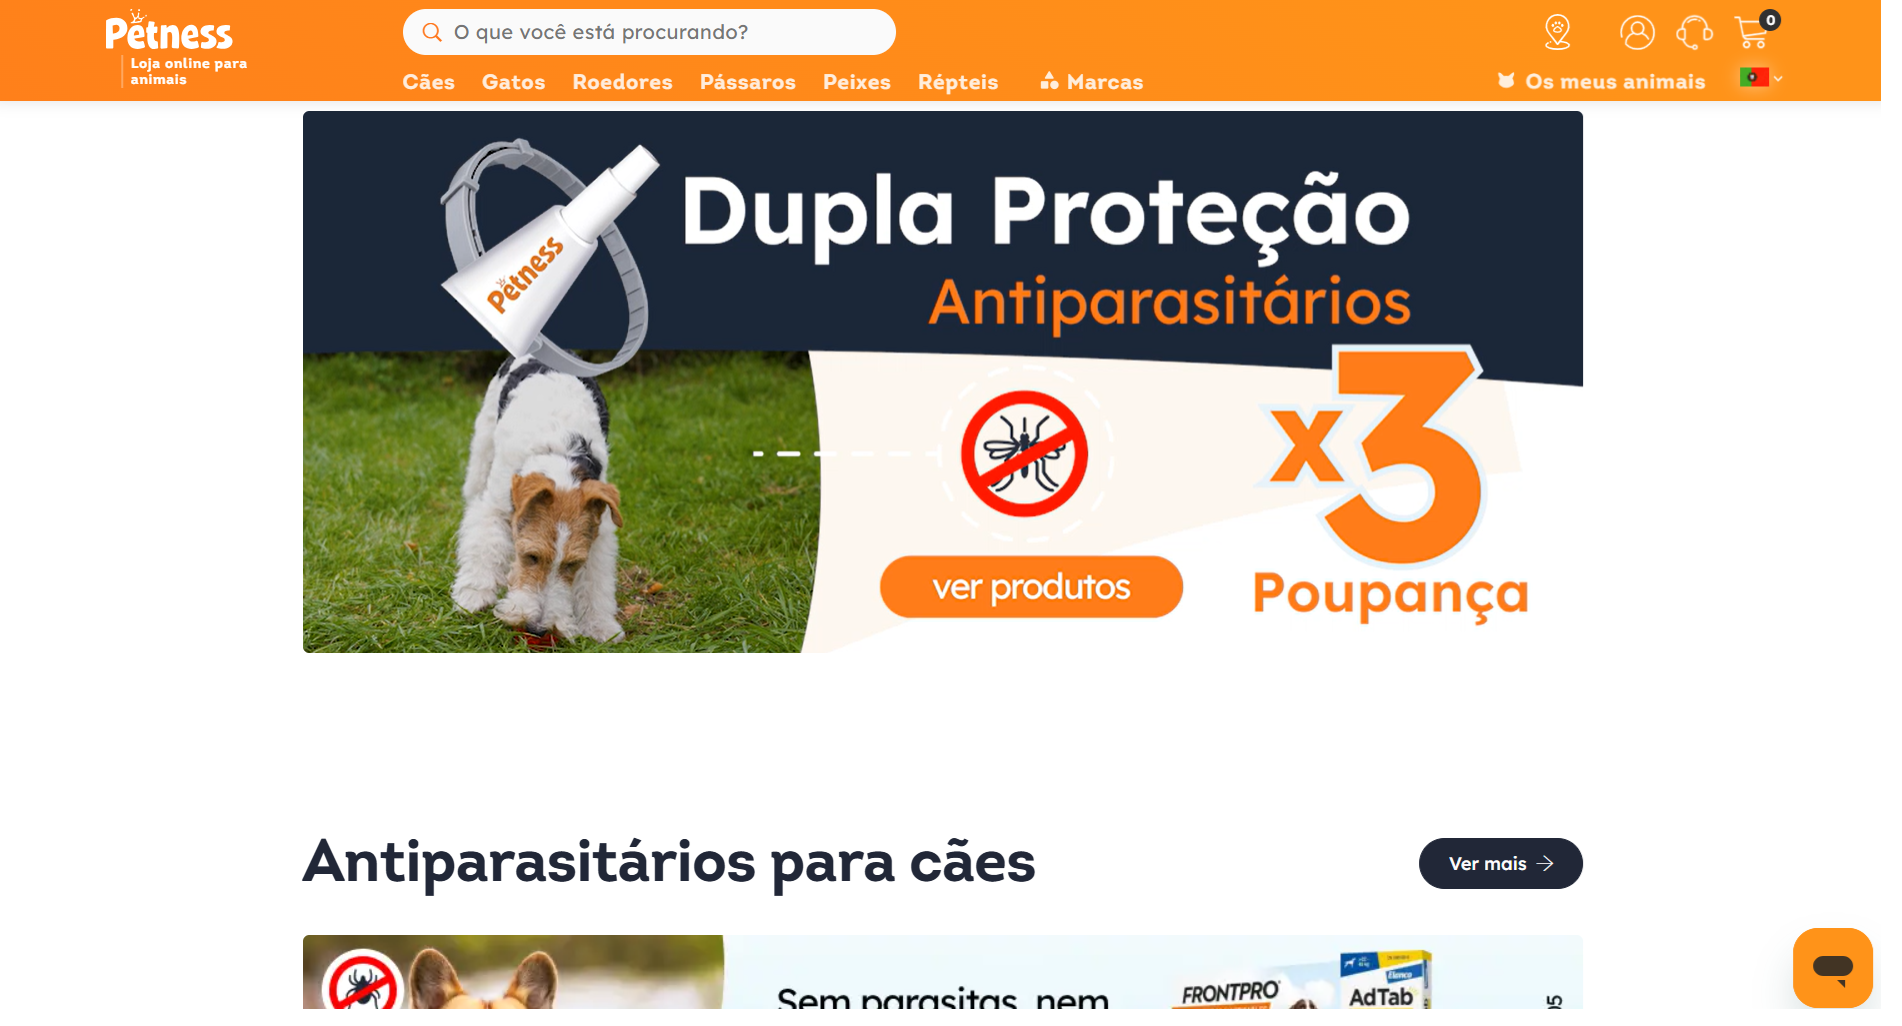 Petness
Loja online para
animais
O que você está procurando?
0
Cães Gatos Roedores Pássaros Peixes Répteis Marcas
Os meus animais
Petness
Dupla Proteção
Antiparasitários
x3
ver produtos
Poupança
Antiparasitários para cães
Ver mais
Sem parasitas, nem
FRONTPRO
Elanco
AdTab